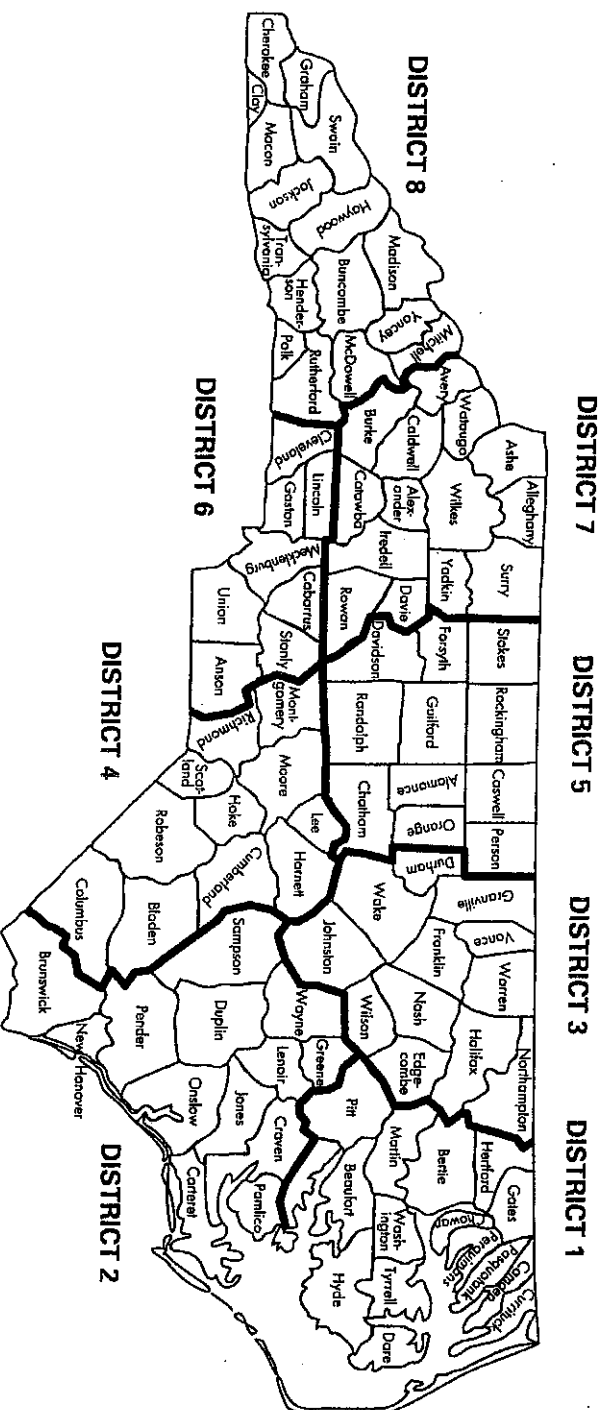 DISTRICT 8
DISTRICT 7
DISTRICT 5
DISTRICT 3
DISTRICT 1
DISTRICT 6
DISTRICT 4
DISTRICT 2
Cherokee
Graham
Clay
Swain
Macon
Jackson
Haywood
Tran-
sylvania
Madison
Buncombe
Hender-
son
Yancey
Mitchell
McDowell
Polk
Rutherford
Avery
Watauga
Ashe
Alleghany
Wilkes
Caldwell
Burke
Alex-
ander
Catawba
Iredell
Surry
Yadkin
Davie
Rowan
Cleveland
Lincoln
Gaston
Mecklenburg
Cabarrus
Union
Stanly
Anson
Stokes
Forsyth
Davidson
Rockingham
Guilford
Randolph
Caswell
Alamance
Orange
Chatham
Person
Mont-
gomery
Richmond
Moore
Scot-
land
Hoke
Lee
Harnett
Cumberland
Robeson
Bladen
Columbus
Durham
Granville
Vance
Warren
Franklin
Wake
Johnston
Nash
Wilson
Halifax
Northampton
Edge-
combe
Sampson
Wayne
Duplin
Greene
Lenoir
Jones
Craven
Pamlico
Onslow
Carteret
Pender
New Hanover
Brunswick
Hertford
Gates
Bertie
Chowan
Perquimans
Pasquotank
Camden
Currituck
Martin
Pitt
Beaufort
Wash-
ington
Tyrrell
Hyde
Dare